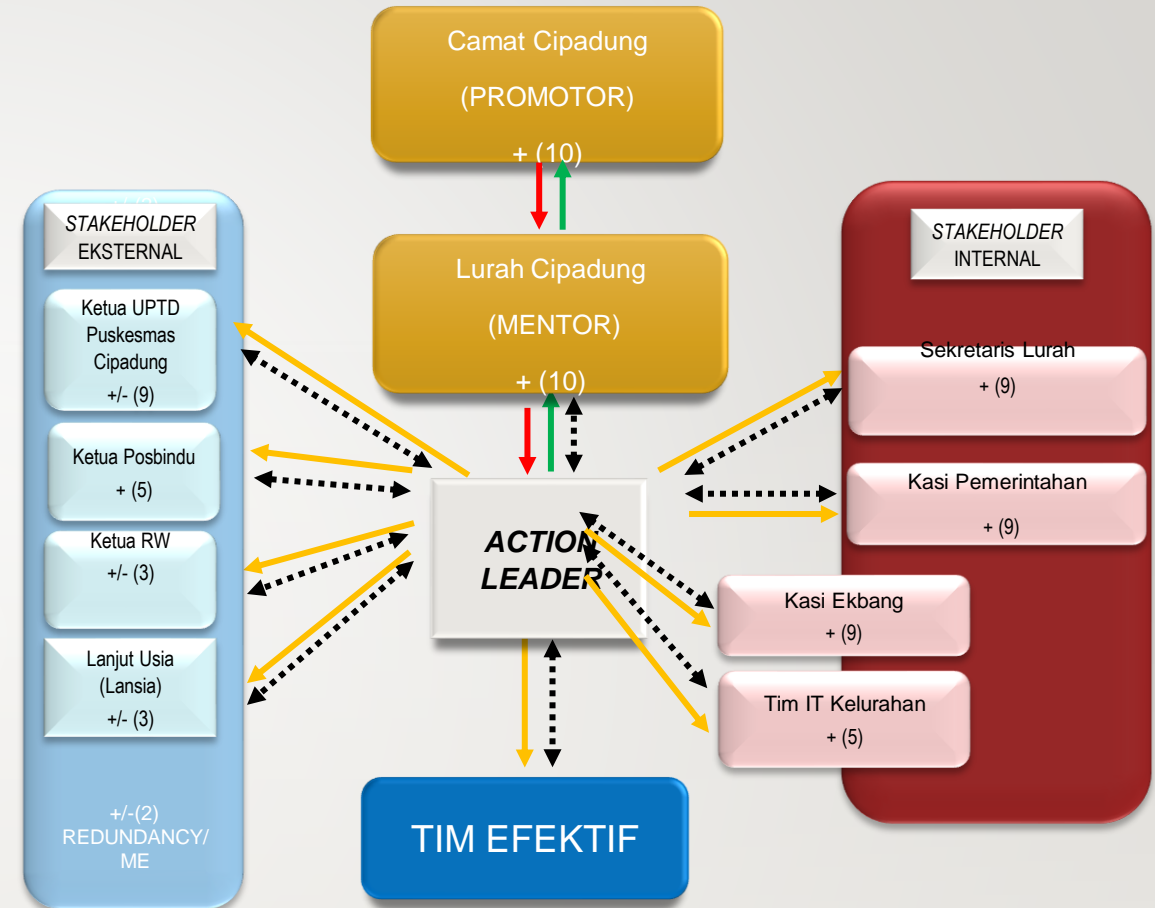 Camat Cipadung
(PROMOTOR)
+ (10)
STAKEHOLDER
EKSTERNAL
Ketua UPTD
Puskesmas
Cipadung
+/- (9)
Ketua Posbindu
+ (5)
Ketua RW
+/- (3)
Lanjut Usia
(Lansia)
+/- (3)
+/-(2)
REDUNDANCY/
ME
Lurah Cipadung
(MENTOR)
+ (10)
ACTION
LEADER
TIM EFEKTIF
STAKEHOLDER
INTERNAL
Sekretaris Lurah
+ (9)
Kasi Pemerintahan
+ (9)
Kasi Ekbang
+ (9)
Tim IT Kelurahan
+ (5)